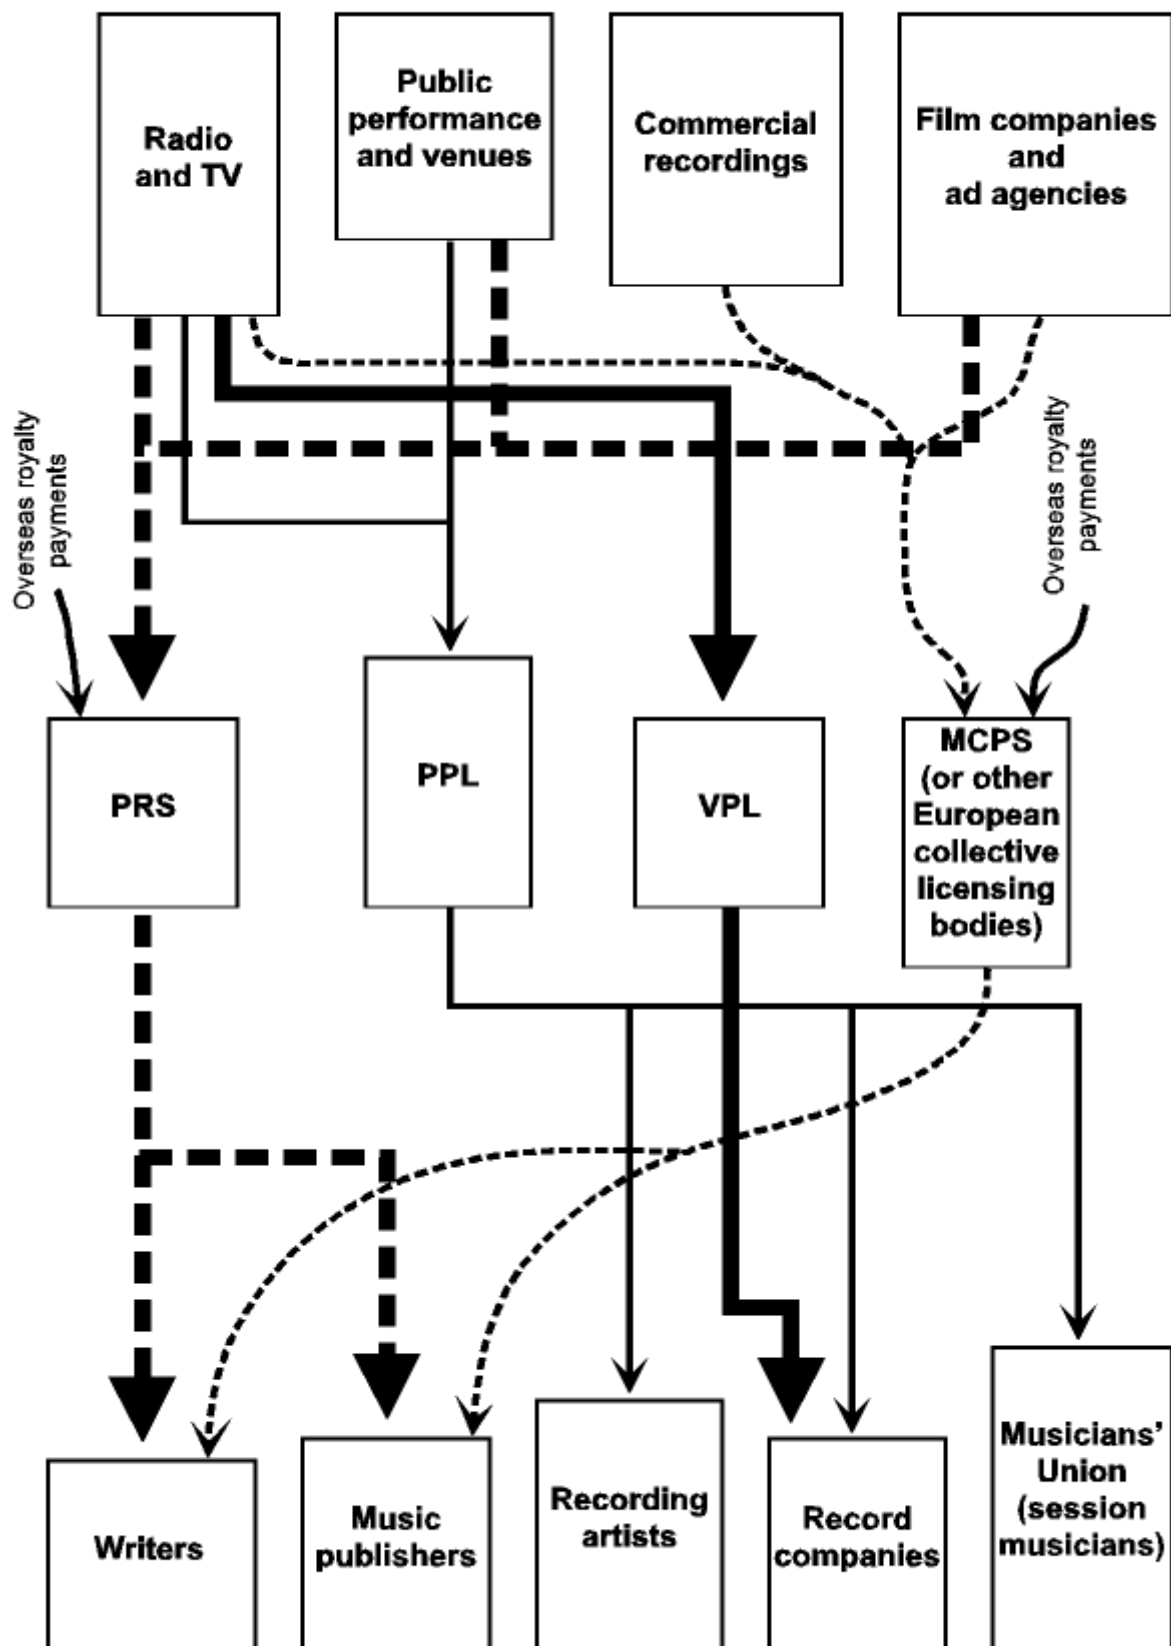 Radio
and TV
Public
performance
and venues
Commercial
recordings
Film companies
and
ad agencies
Overseas royalty
payments
Overseas royalty
payments
PRS
PPL
VPL
MCPS
(or other
European
collective
licensing
bodies)
Writers
Music
publishers
Recording
artists
Record
companies
Musicians’
Union
(session
musicians)